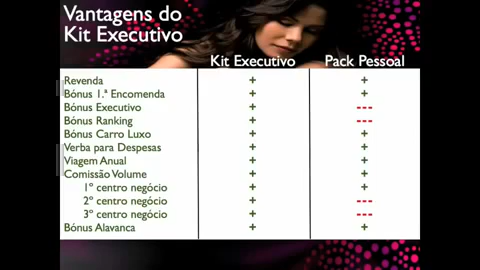 Vantagens do
Kit Executivo
Kit Executivo Pack Pessoal
Revenda + +
Bónus 1.ª Encomenda + +
Bónus Executivo + ---
Bónus Ranking + ---
Bónus Carro Luxo + +
Verba para Despesas + +
Viagem Anual + +
Comissão Volume + +
1º centro negócio + +
2º centro negócio + ---
3º centro negócio + ---
Bónus Alavanca + +